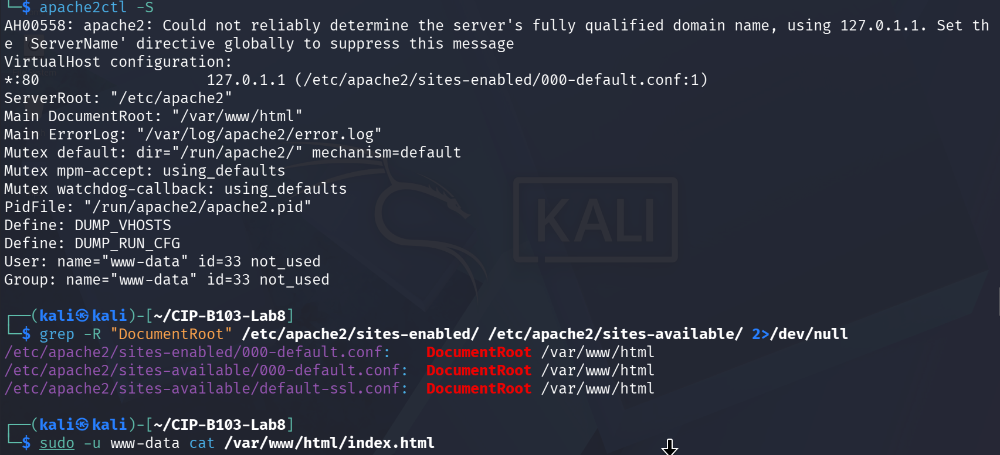 └─$ apache2ctl -S
AH00558: apache2: Could not reliably determine the server's fully qualified domain name, using 127.0.1.1. Set th
e 'ServerName' directive globally to suppress this message
VirtualHost configuration:
*:80                   127.0.1.1 (/etc/apache2/sites-enabled/000-default.conf:1)
ServerRoot: "/etc/apache2"
Main DocumentRoot: "/var/www/html"
Main ErrorLog: "/var/log/apache2/error.log"
Mutex default: dir="/run/apache2/" mechanism=default
Mutex mpm-accept: using_defaults
Mutex watchdog-callback: using_defaults
PidFile: "/run/apache2/apache2.pid"
KALI
Define: DUMP_VHOSTS
Define: DUMP_RUN_CFG
User: name="www-data" id=33 not_used
Group: name="www-data" id=33 not_used
┌──(kali㉿kali)-[~/CIP-B103-Lab8]
└─$ grep -R "DocumentRoot" /etc/apache2/sites-enabled/ /etc/apache2/sites-available/ 2>/dev/null
/etc/apache2/sites-enabled/000-default.conf:    DocumentRoot /var/www/html
/etc/apache2/sites-available/000-default.conf:  DocumentRoot /var/www/html
/etc/apache2/sites-available/default-ssl.conf:  DocumentRoot /var/www/html
┌──(kali㉿kali)-[~/CIP-B103-Lab8]
└─$ sudo -u www-data cat /var/www/html/index.html